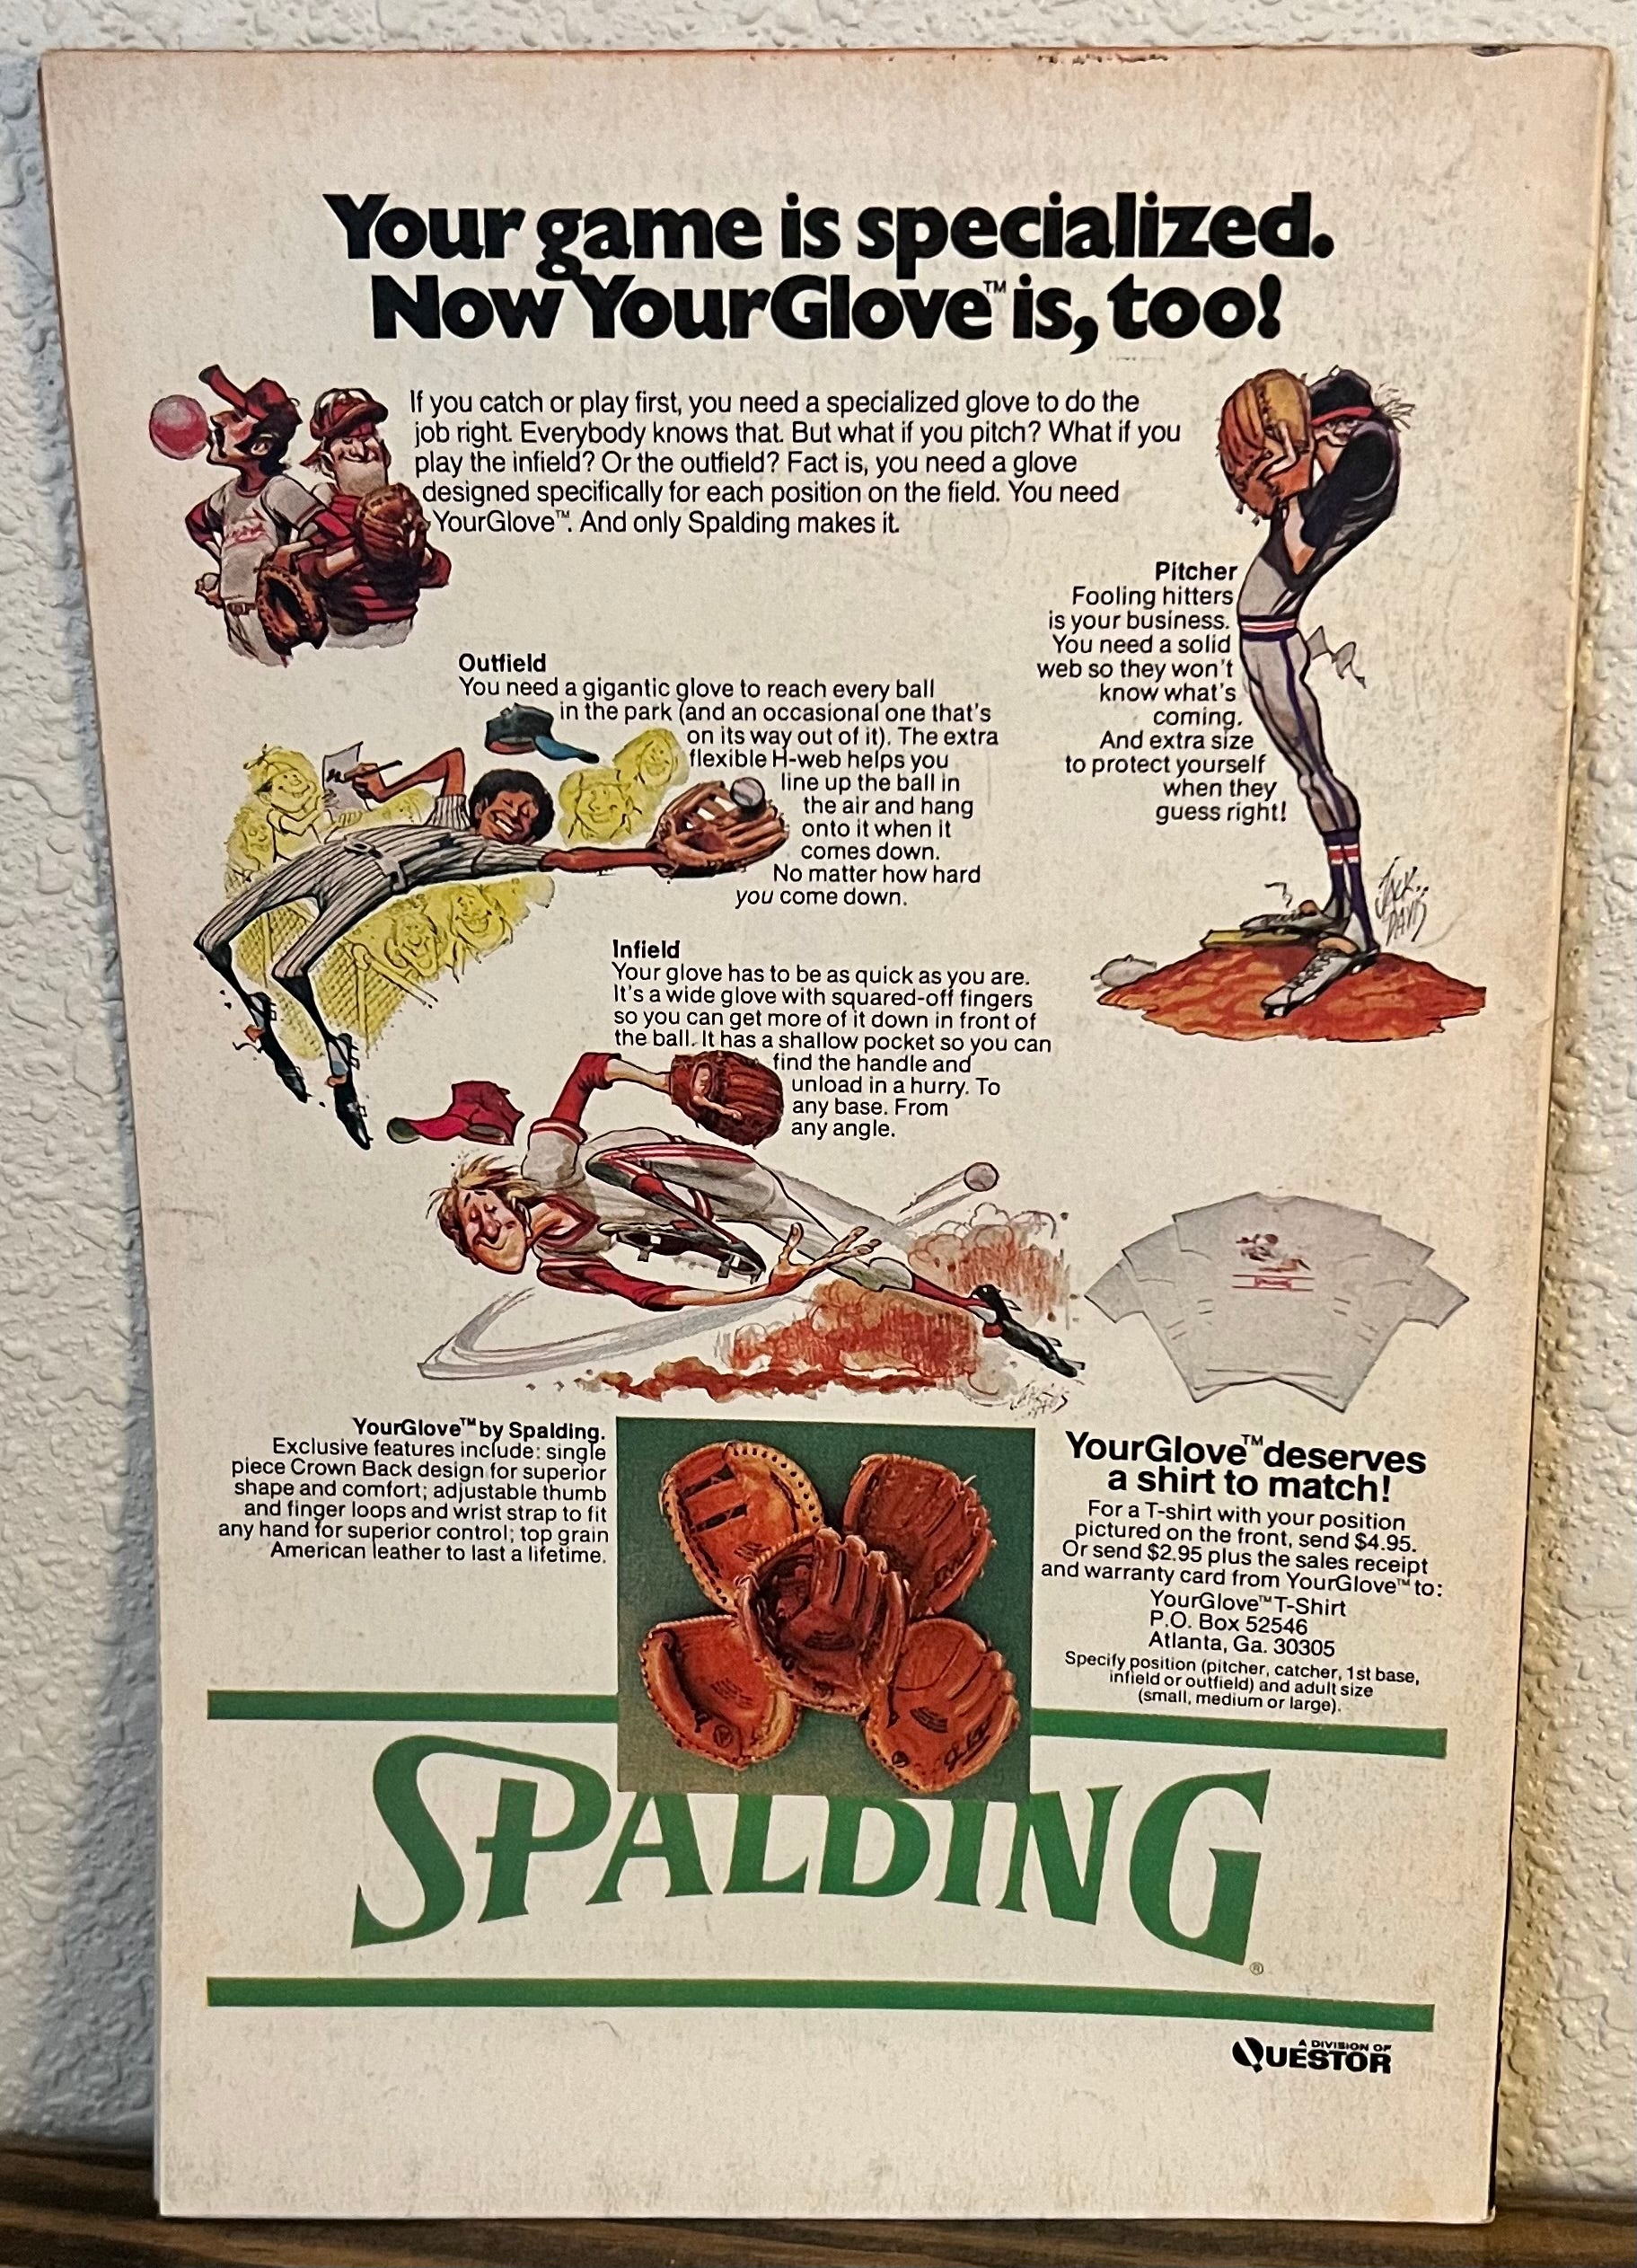 Your game is specialized.
Now YourGlove™ is, too!
If you catch or play first, you need a specialized glove to do the
job right. Everybody knows that. But what if you pitch? What if you
play the infield? Or the outfield? Fact is, you need a glove
designed specifically for each position on the field. You need
YourGlove™. And only Spalding makes it.
Pitcher
Fooling hitters
is your business.
You need a solid
web so they won't
know what's
coming.
And extra size
to protect yourself
when they
guess right!
JACK
DAVIS
Outfield
You need a gigantic glove to reach every ball
in the park (and an occasional one that's
on its way out of it). The extra
flexible H-web helps you
line up the ball in
the air and hang
onto it when it
comes down.
No matter how hard
you come down.
Infield
Your glove has to be as quick as you are.
It's a wide glove with squared-off fingers
so you can get more of it down in front of
the ball. It has a shallow pocket so you can
find the handle and
unload in a hurry. To
any base. From
any angle.
YourGlove™ by Spalding.
Exclusive features include: single
piece Crown Back design for superior
shape and comfort; adjustable thumb
and finger loops and wrist strap to fit
any hand for superior control; top grain
American leather to last a lifetime.
YourGlove™ deserves
a shirt to match!
For a T-shirt with your position
pictured on the front, send $4.95.
Or send $2.95 plus the sales receipt
and warranty card from YourGlove™ to:
YourGlove™ T-Shirt
P.O. Box 52546
Atlanta, Ga. 30305
Specify position (pitcher, catcher, 1st base,
infield or outfield) and adult size
(small, medium or large).
SPALDING
®
A DIVISION OF
QUESTOR